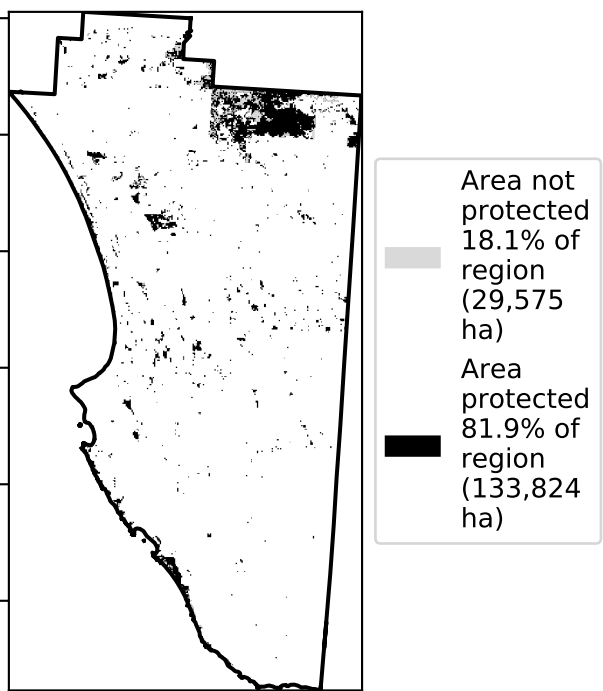 Area not
protected
18.1% of
region
(29,575
ha)
Area
protected
81.9% of
region
(133,824
ha)